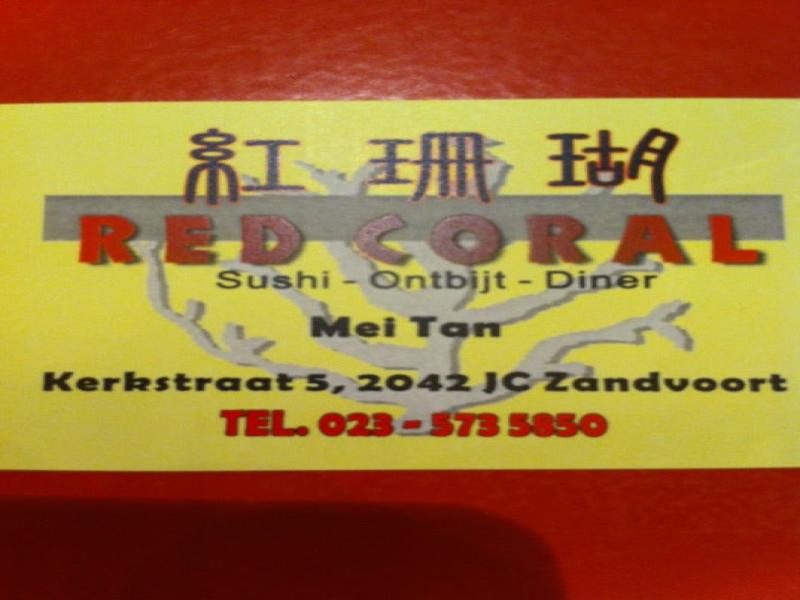 紅珊瑚
RED CORAL
Sushi - Ontbijt - Diner
Mei Tan
Kerkstraat 5, 2042 JC Zandvoort
TEL. 023 - 573 5850